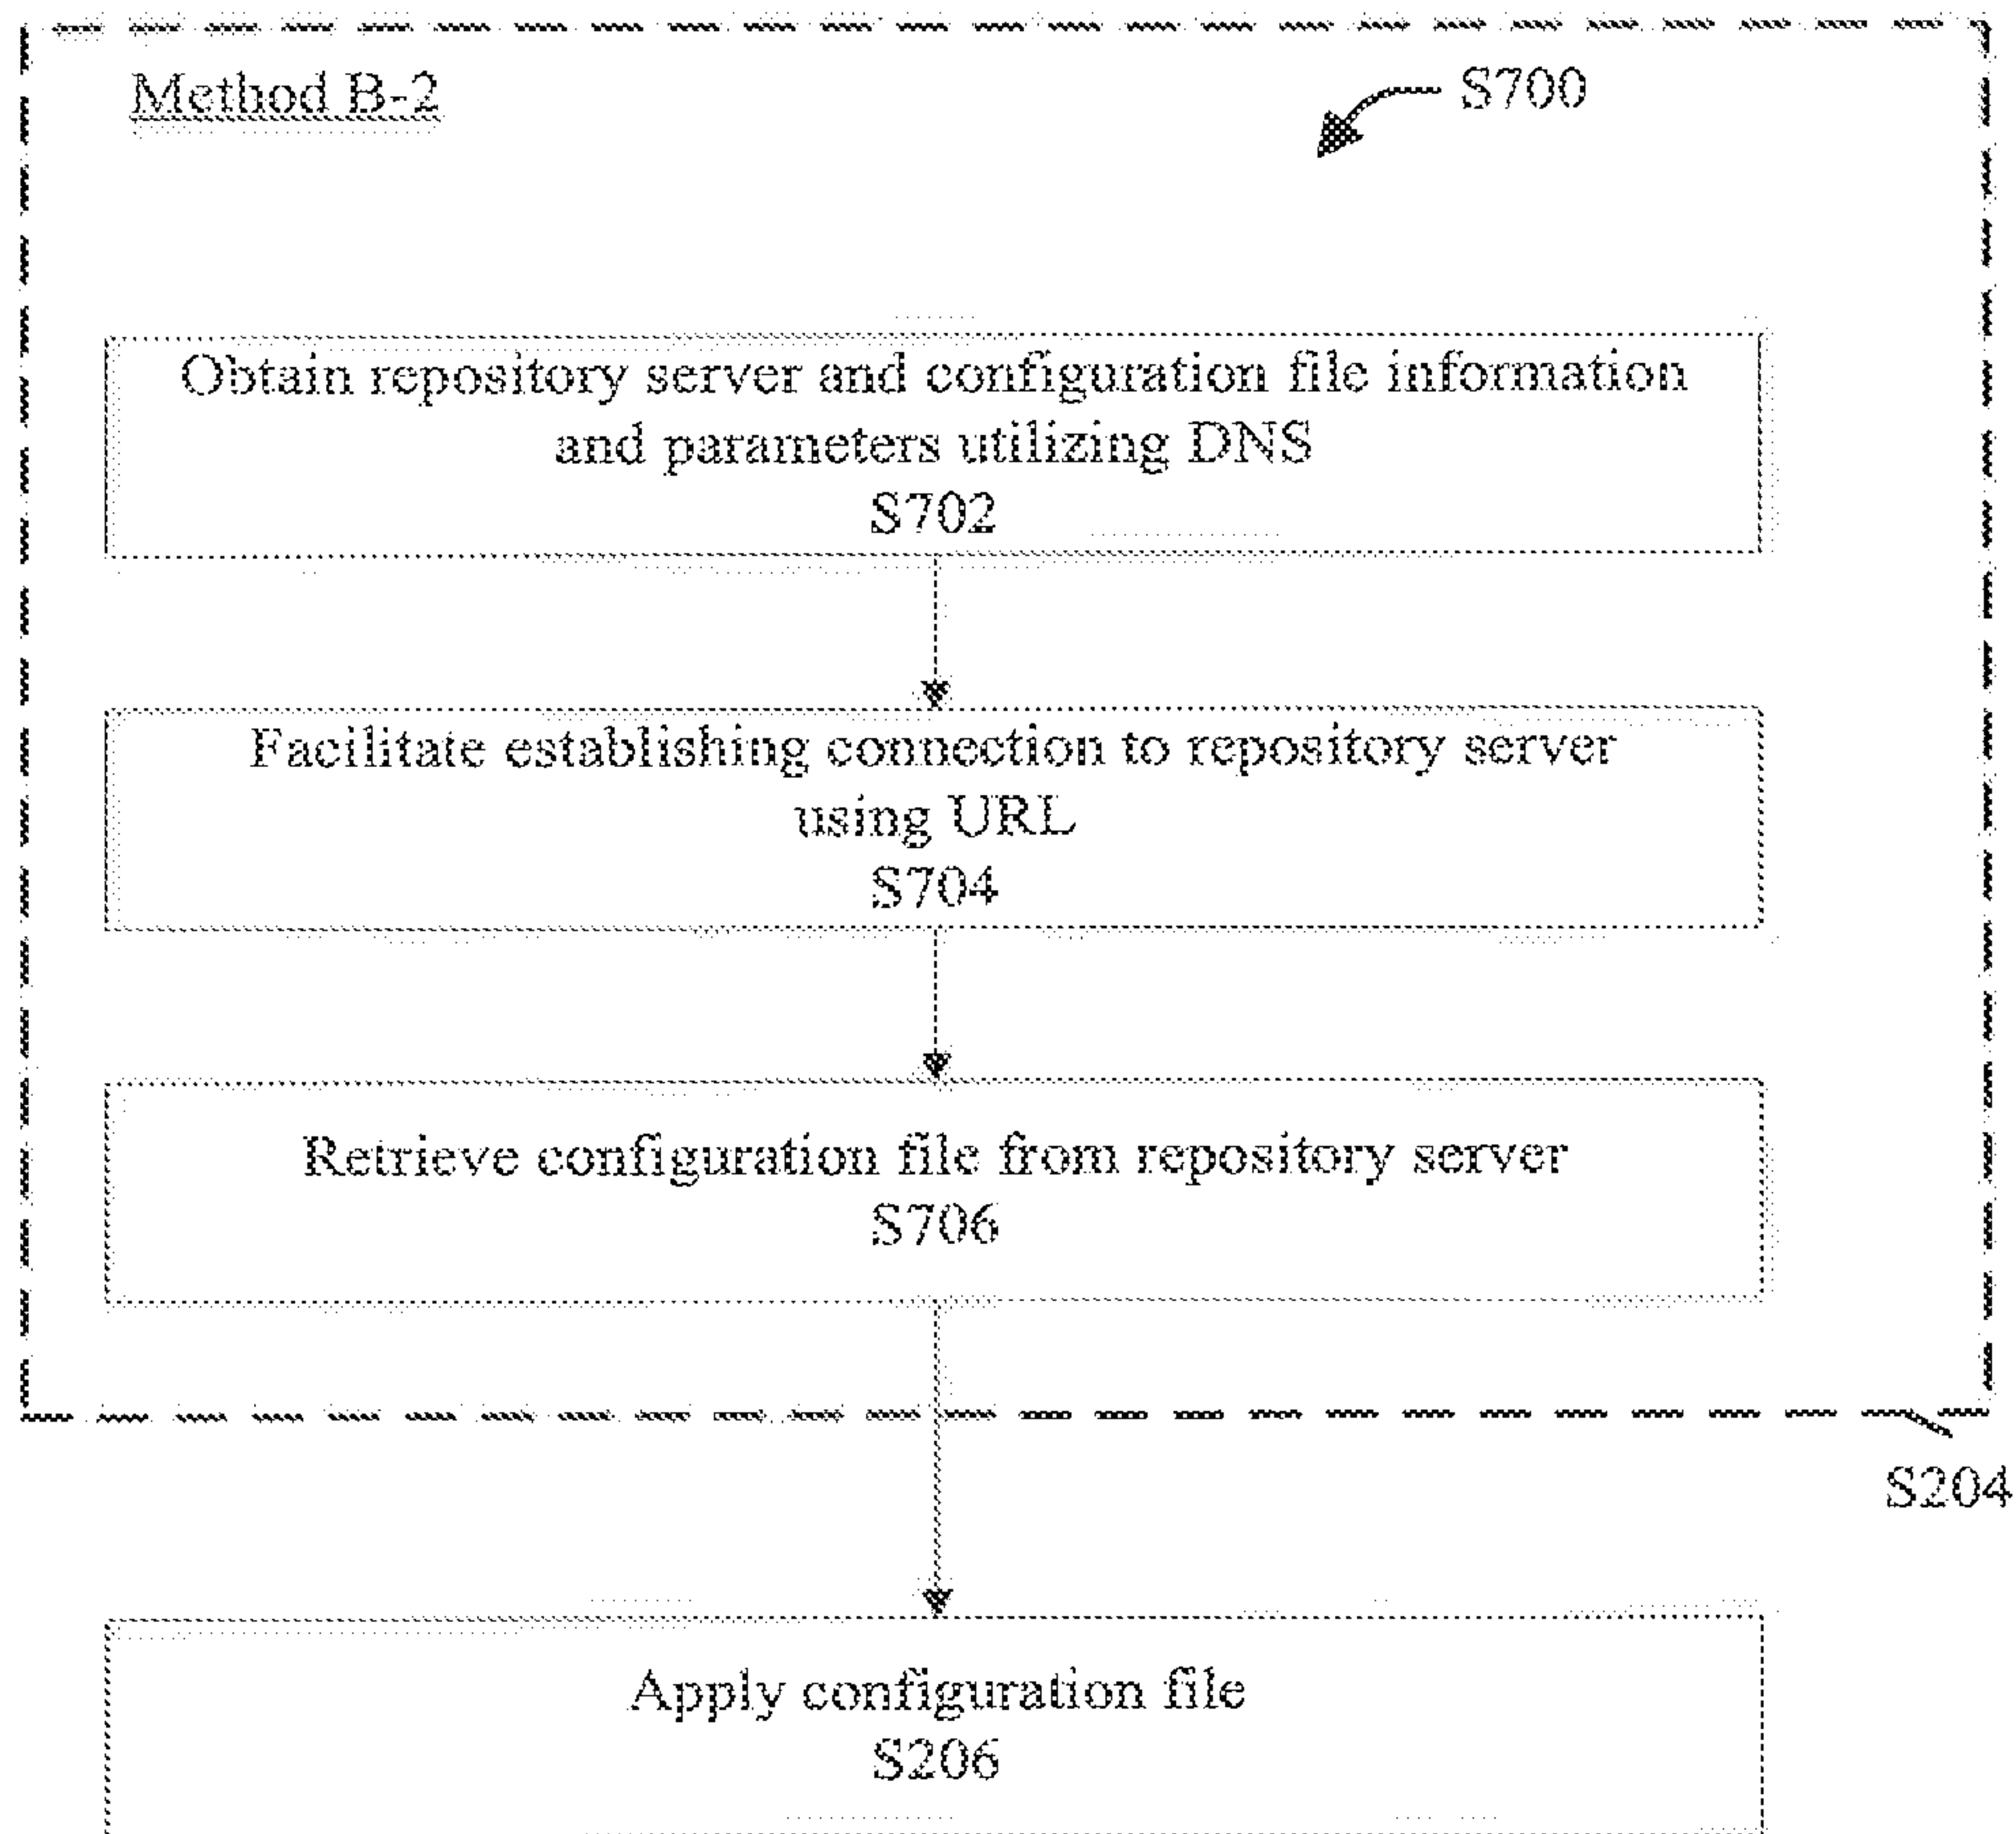 Method B-2
S700
Obtain repository server and configuration file information
and parameters utilizing DNS
S702
Facilitate establishing connection to repository server
using URL
S704
Retrieve configuration file from repository server
S706
S204
Apply configuration file
S206